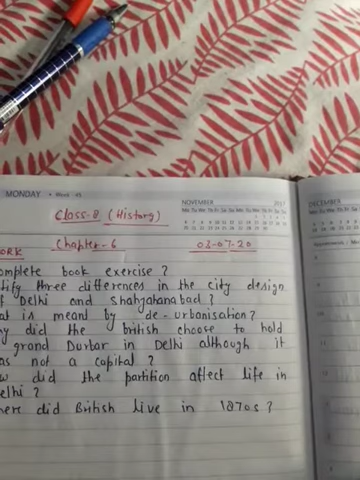 MONDAY • Week 45
NOVEMBER 2017
DECEMBER
Class-8 (History)
Chapter-6 03-07-20
ORK
omplete book exercise?
tify three differences in the city design
f Delhi and Shahjahanabad?
at is meant by de-urbanisation?
y did the british choose to hold
grand Durbar in Delhi although it
as not a capital?
ow did the partition affect life in
elhi?
here did British live in 1870s?